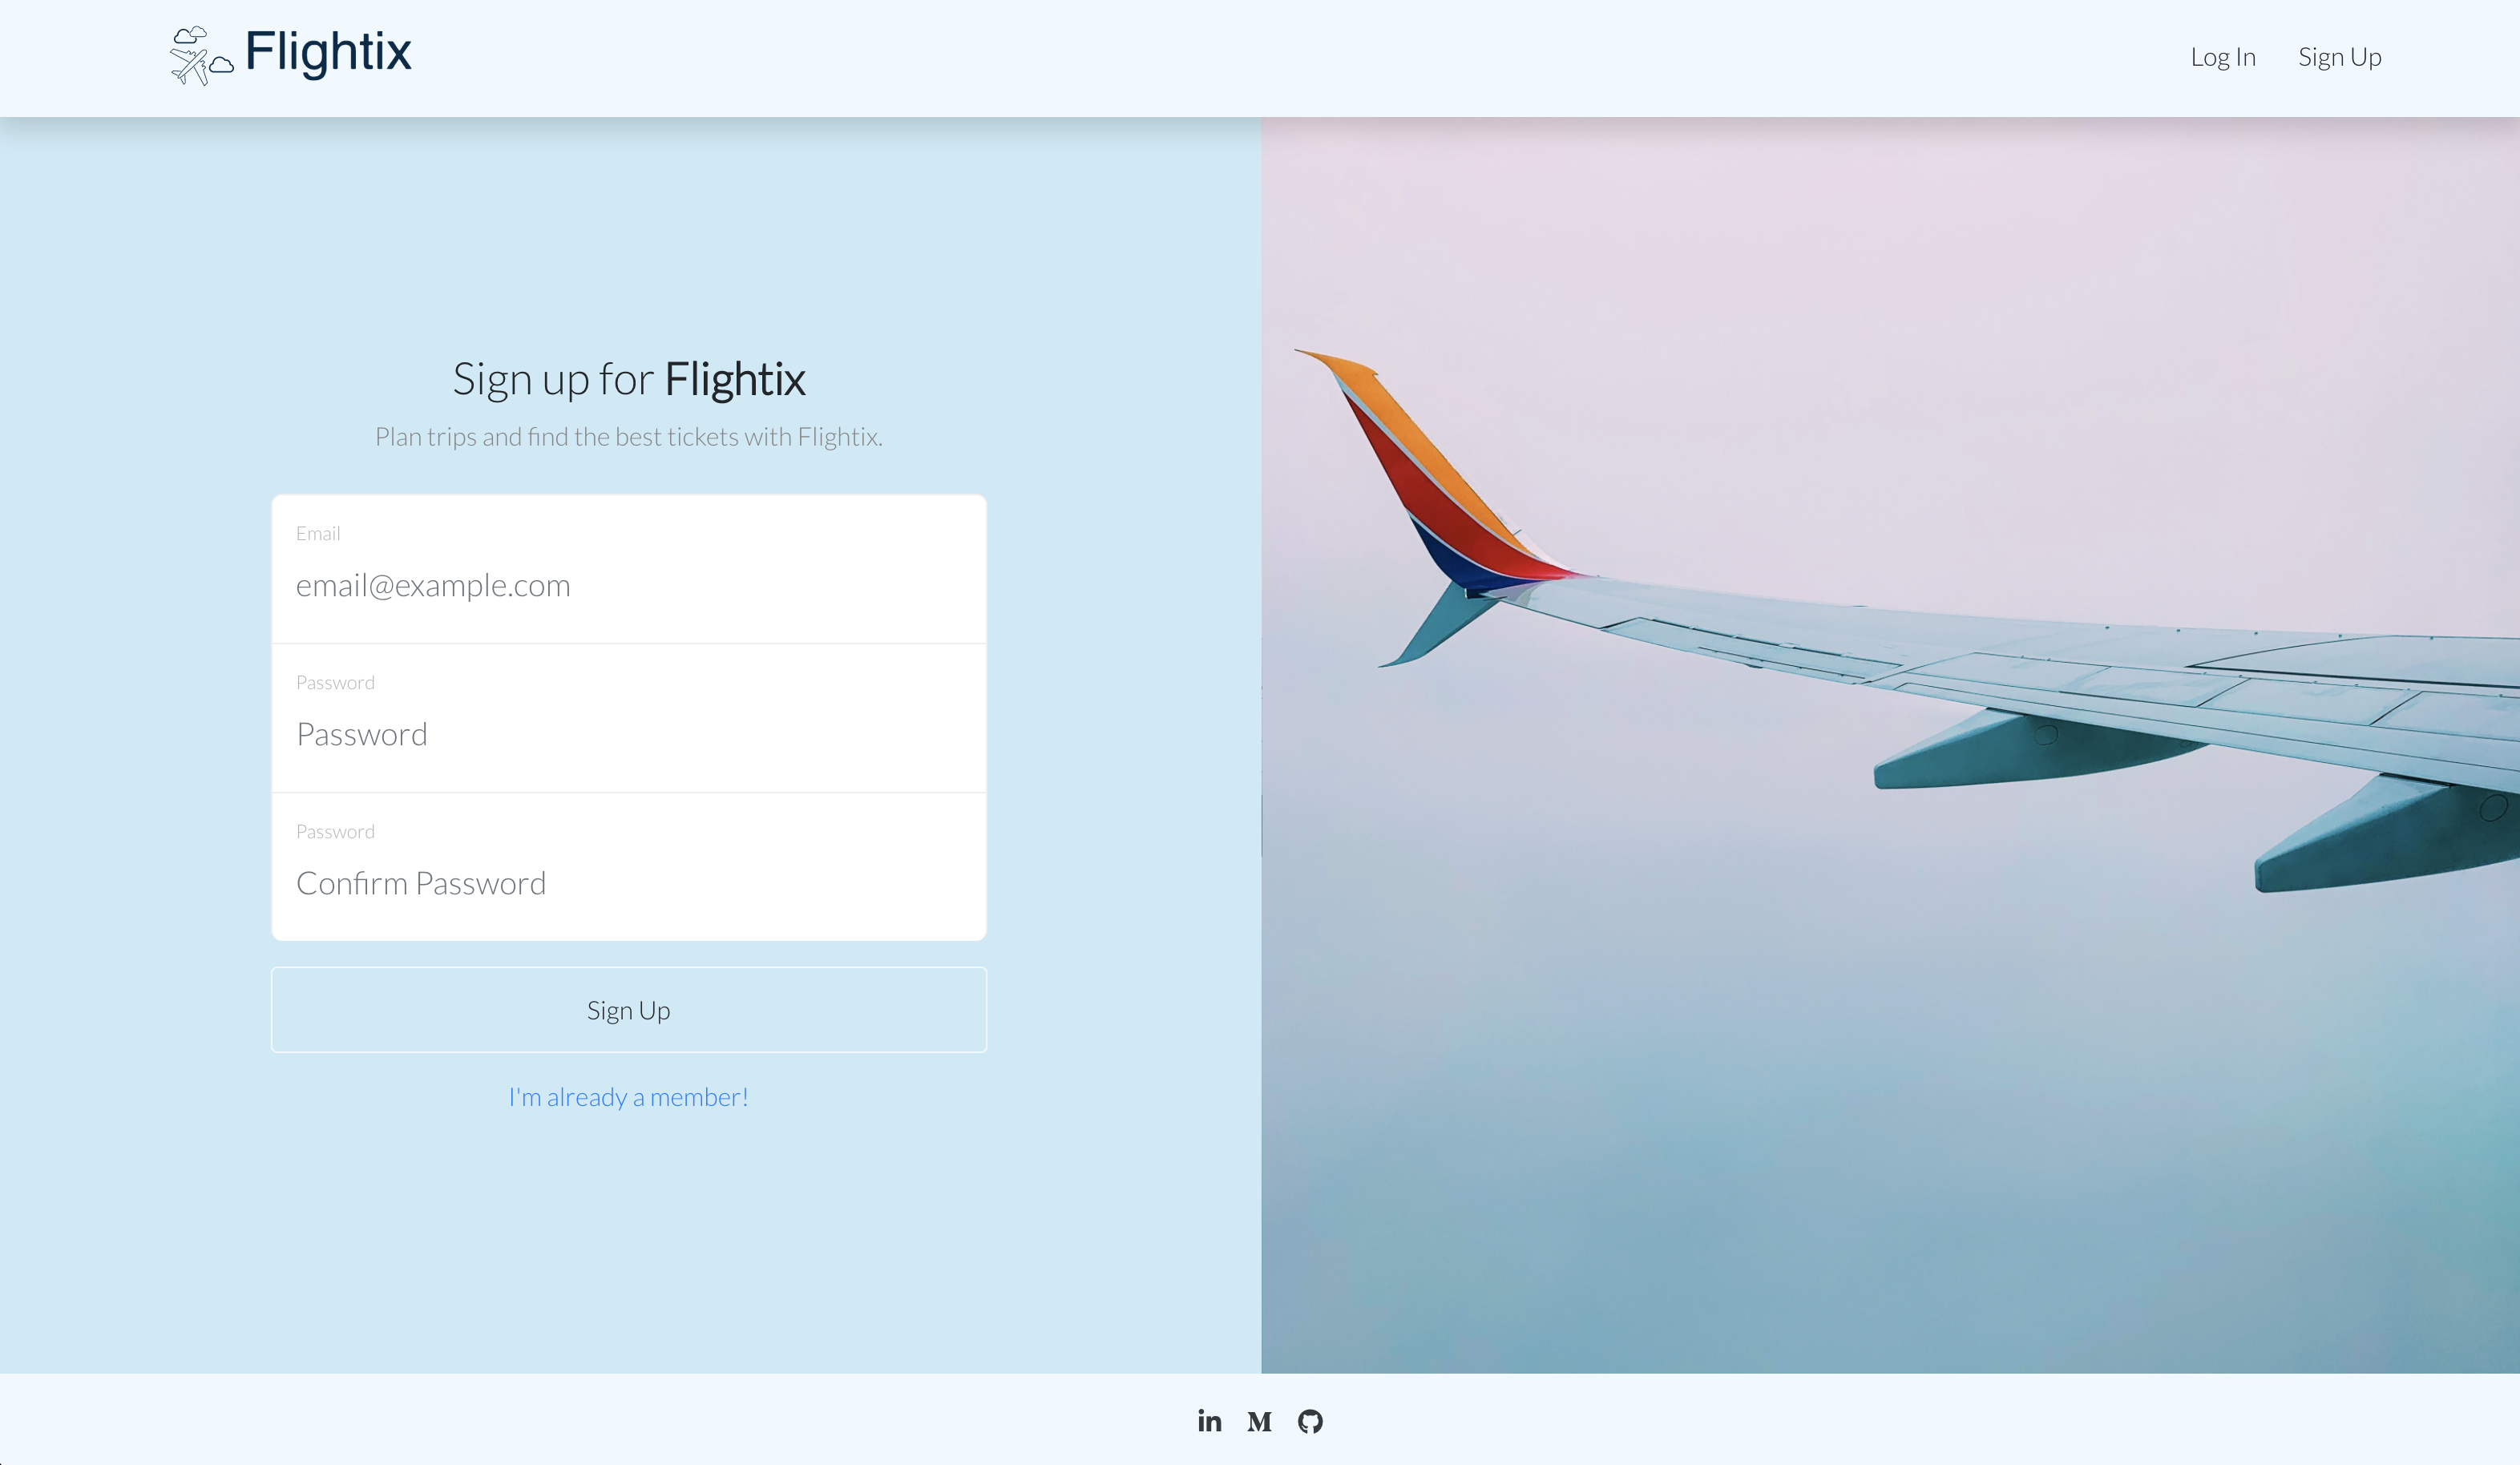 Flightix
Log In
Sign Up
Sign up for Flightix
Plan trips and find the best tickets with Flightix.
Email
email@example.com
Password
Password
Password
Confirm Password
Sign Up
I'm already a member!
in
M